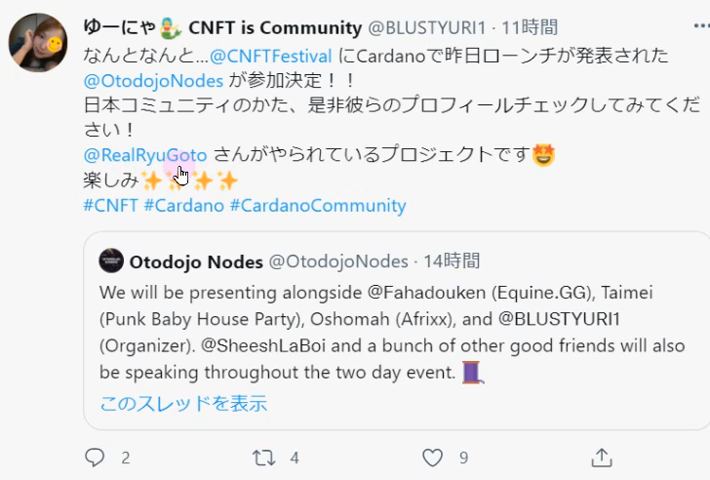 ゆーにゃ🧜‍♂️ CNFT is Community @BLUSTYURI1 · 11時間
なんとなんと...@CNFTFestival にCardanoで昨日ローンチが発表された
@OtodojoNodes が参加決定！！
日本コミュニティのかた、是非彼らのプロフィールチェックしてみてくだ
さい！
@RealRyuGoto さんがやられているプロジェクトです🤩
楽しみ✨✨✨✨
#CNFT #Cardano #CardanoCommunity
Otodojo Nodes @OtodojoNodes · 14時間
We will be presenting alongside @Fahadouken (Equine.GG), Taimei
(Punk Baby House Party), Oshomah (Afrixx), and @BLUSTYURI1
(Organizer). @SheeshLaBoi and a bunch of other good friends will also
be speaking throughout the two day event. 🧵
このスレッドを表示
2 4 9